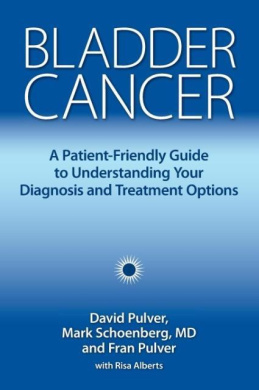 BLADDER
CANCER
A Patient-Friendly Guide
to Understanding Your
Diagnosis and Treatment Options
David Pulver,
Mark Schoenberg, MD
and Fran Pulver
with Risa Alberts